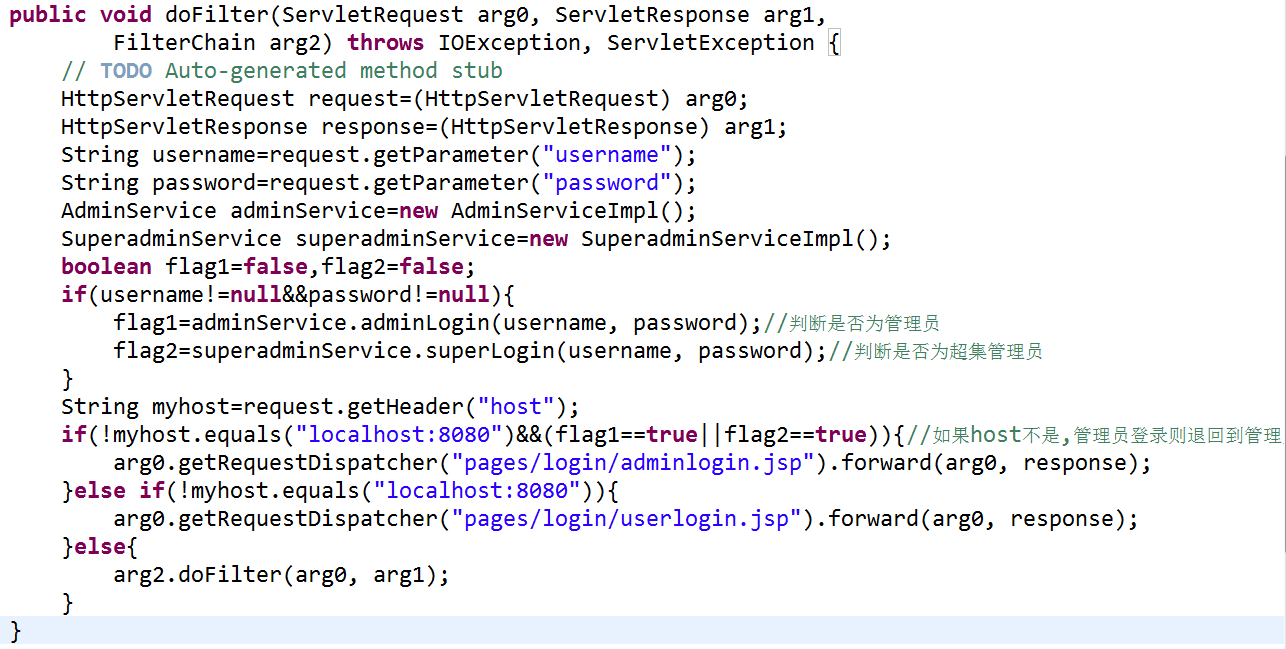 public void doFilter(ServletRequest arg0, ServletResponse arg1,
        FilterChain arg2) throws IOException, ServletException {
    // TODO Auto-generated method stub
    HttpServletRequest request=(HttpServletRequest) arg0;
    HttpServletResponse response=(HttpServletResponse) arg1;
    String username=request.getParameter("username");
    String password=request.getParameter("password");
    AdminService adminService=new AdminServiceImpl();
    SuperadminService superadminService=new SuperadminServiceImpl();
    boolean flag1=false,flag2=false;
    if(username!=null&&password!=null){
        flag1=adminService.adminLogin(username, password);//判断是否为管理员
        flag2=superadminService.superLogin(username, password);//判断是否为超集管理员
    }
    String myhost=request.getHeader("host");
    if(!myhost.equals("localhost:8080")&&(flag1==true||flag2==true)){//如果host不是,管理员登录则退回到管理
        arg0.getRequestDispatcher("pages/login/adminlogin.jsp").forward(arg0, response);
    }else if(!myhost.equals("localhost:8080")){
        arg0.getRequestDispatcher("pages/login/userlogin.jsp").forward(arg0, response);
    }else{
        arg2.doFilter(arg0, arg1);
    }
}